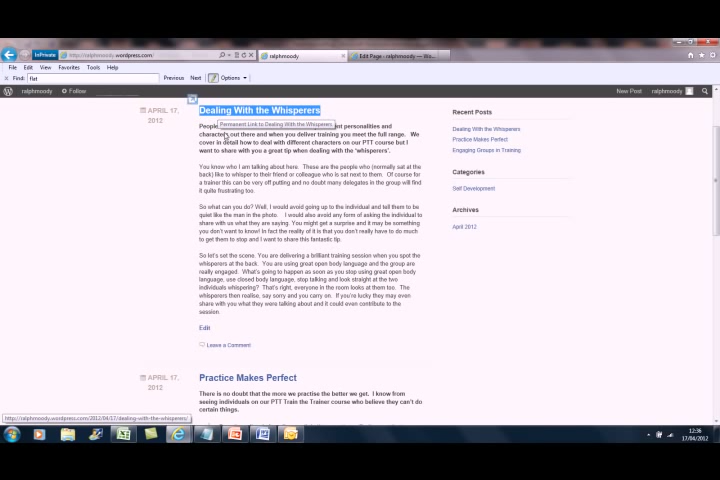 InPrivate
http://ralphmoody.wordpress.com/
ralphmoody
Edit Page ‹ ralphmoody — Wo...
File Edit View Favorites Tools Help
Find: flat
Previous Next Options
ralphmoody Follow
New Post ralphmoody
APRIL 17,
2012
Dealing With the Whisperers
Permanent Link to Dealing With the Whisperers
People personalities and
characters out there and when you deliver training you meet the full range. We
cover in detail how to deal with different characters on our PTT course but I
want to share with you a great tip when dealing with the ‘whisperers’.
You know who I am talking about here. These are the people (who normally sat at the
back) like to whisper to their friend or colleague who is sat next to them. Of course for
a trainer this can be very off putting and no doubt many delegates in the group will find
it quite frustrating too.
So what can you do? Well, I would avoid going up to the individual and tell them to be
quiet like the man in the photo. I would also avoid any form of asking the individual to
share with us what they are saying. You might get a surprise and it may be something
you don’t want to know! In fact the reality of it is that you don’t really have to do much
to get them to stop and I want to share this fantastic tip.
So let’s set the scene. You are delivering a brilliant training session when you spot the
whisperers at the back. You are using great open body language and the group are
really engaged. What’s going to happen as soon as you stop using great open body
language, use closed body language, stop talking and look straight at the two
individuals whispering? That’s right, everyone in the room looks at them too. The
whisperers then realise, say sorry and you carry on. If you’re lucky they may even
share with you what they were talking about and it could even contribute to the
session.
Edit
Leave a Comment
APRIL 17,
2012
Practice Makes Perfect
There is no doubt that the more we practise the better we get. I know from
seeing individuals on our PTT Train the Trainer course who believe they can’t do
certain things.
Recent Posts
Dealing With the Whisperers
Practice Makes Perfect
Engaging Groups in Training
Categories
Self Development
Archives
April 2012
http://ralphmoody.wordpress.com/2012/04/17/dealing-with-the-whisperers/
12:36
17/04/2012